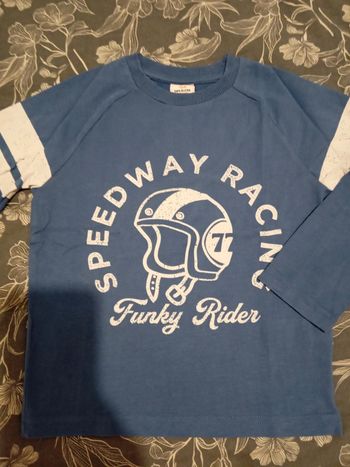 SPEEDWAY RACING
77
Funky Rider